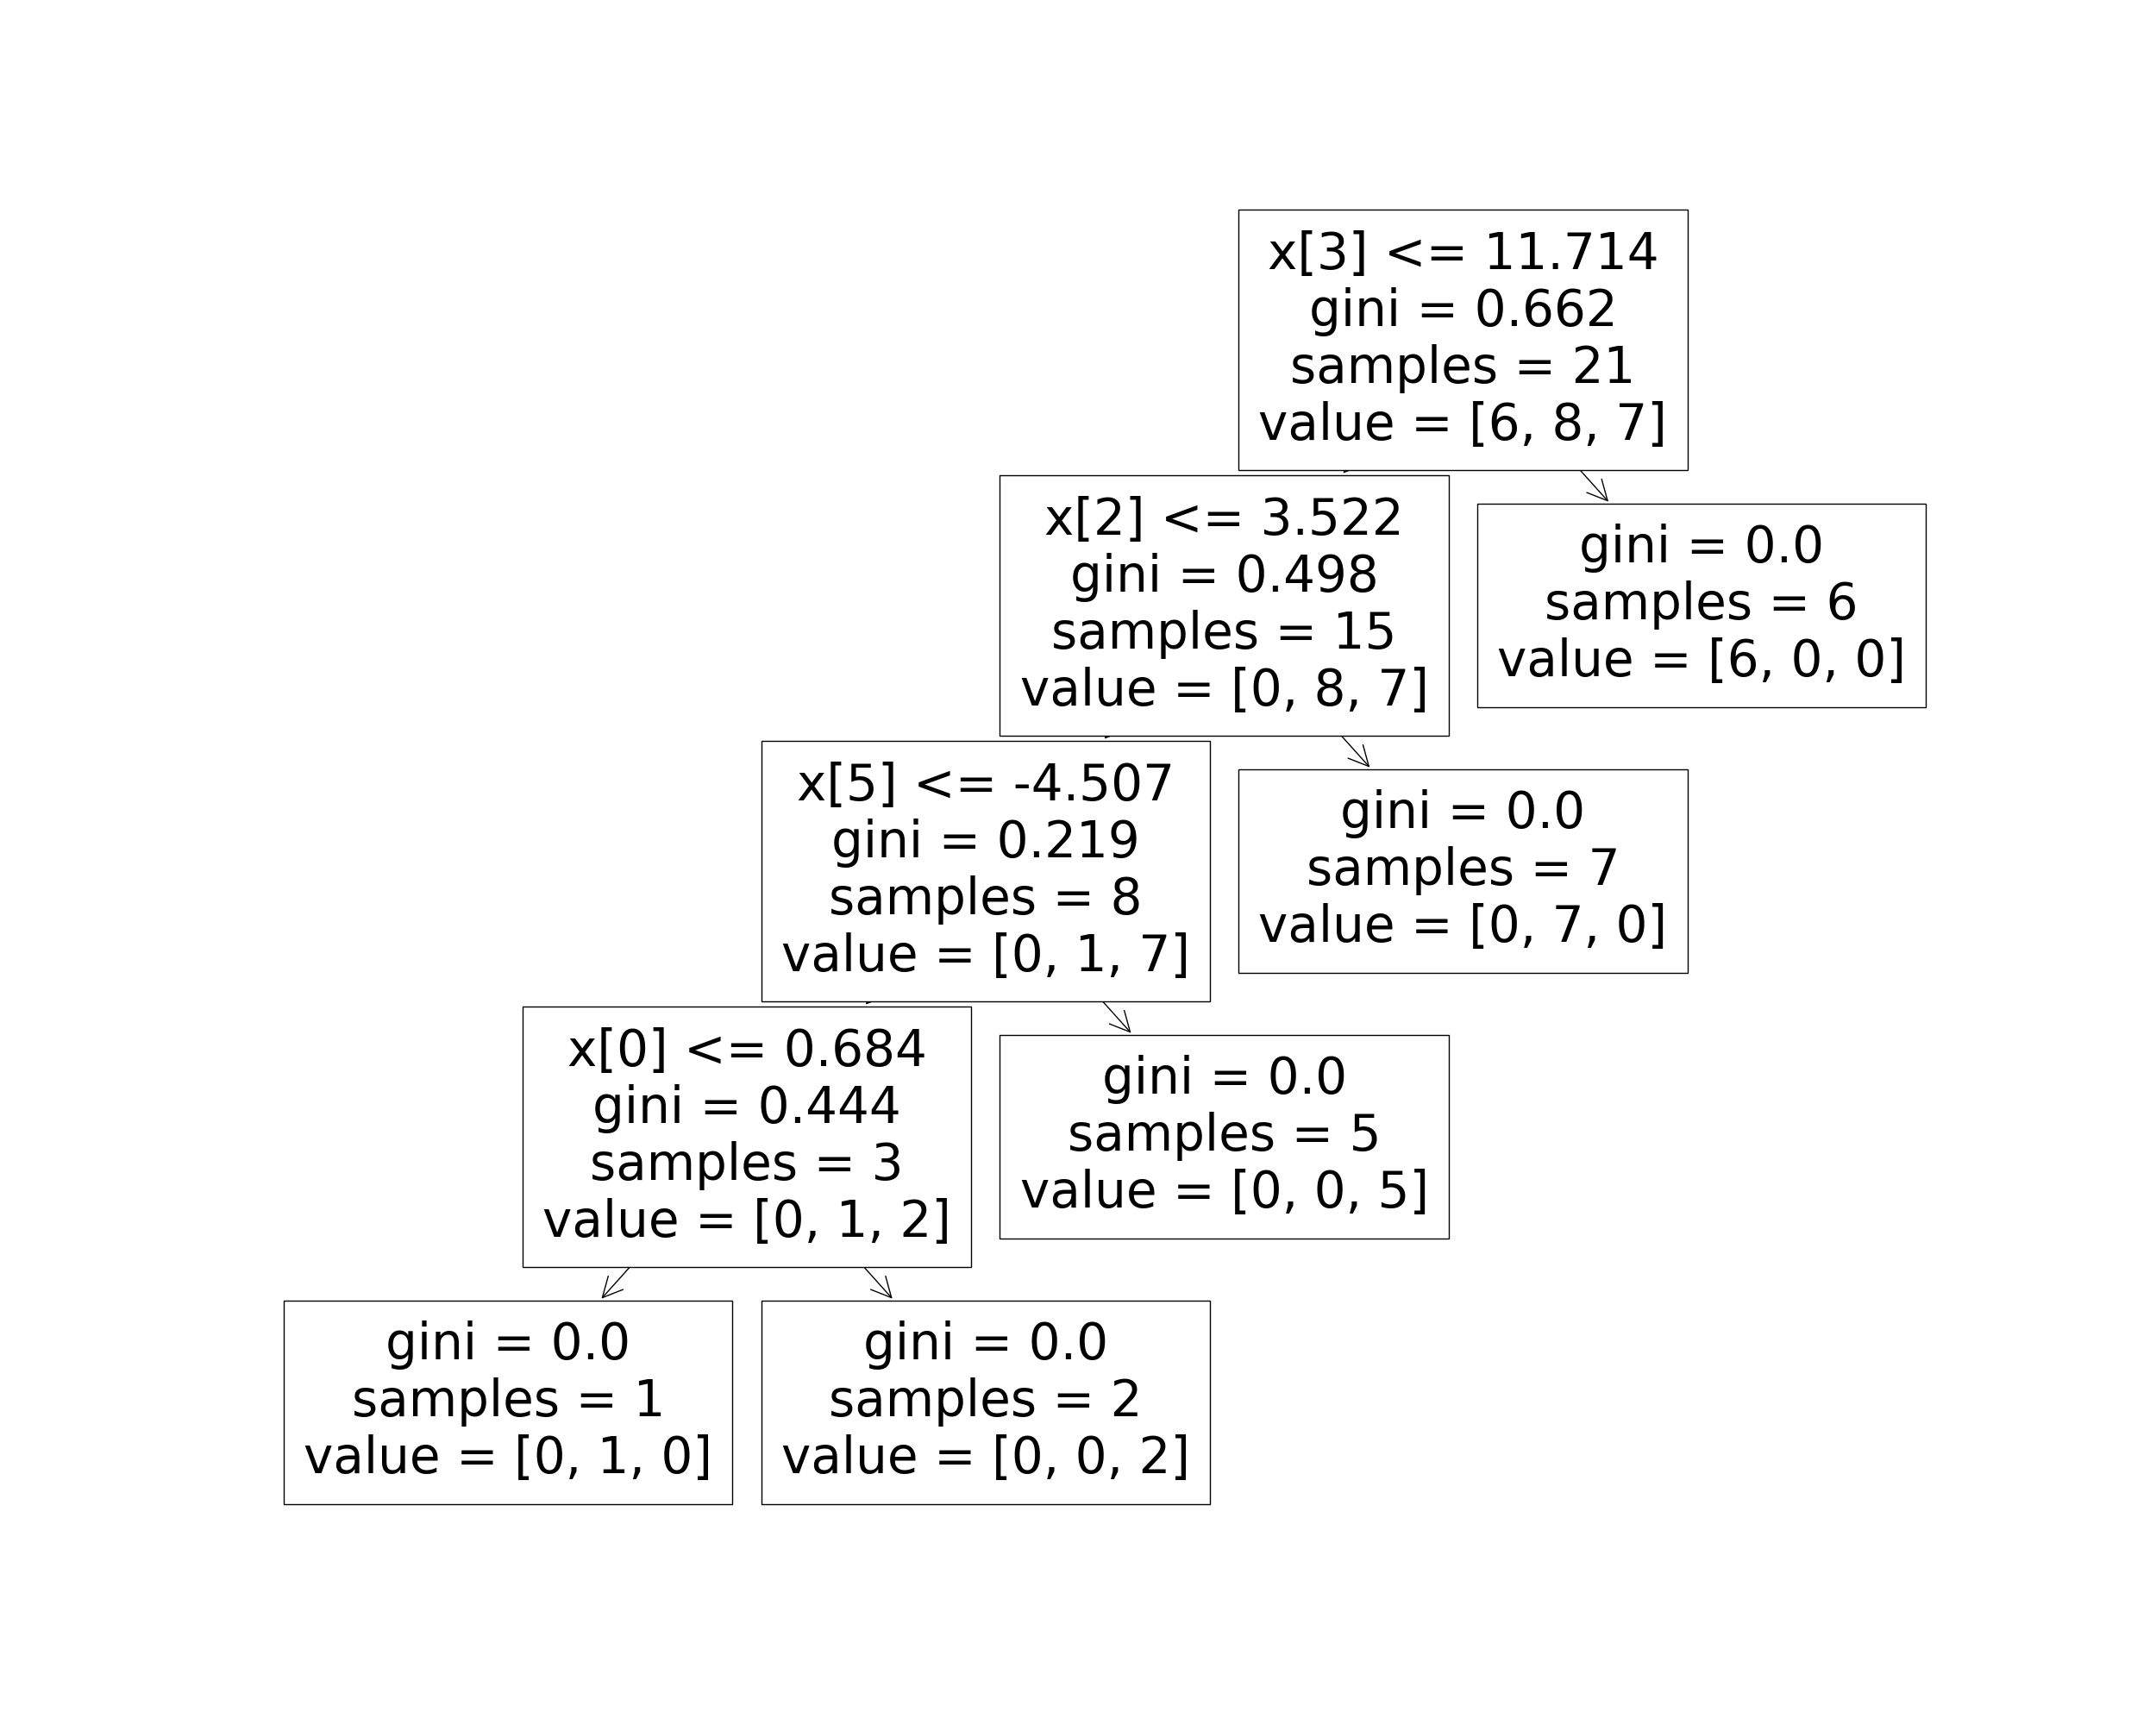 x[3] <= 11.714
gini = 0.662
samples = 21
value = [6, 8, 7]
x[2] <= 3.522
gini = 0.498
samples = 15
value = [0, 8, 7]
gini = 0.0
samples = 6
value = [6, 0, 0]
x[5] <= -4.507
gini = 0.219
samples = 8
value = [0, 1, 7]
gini = 0.0
samples = 7
value = [0, 7, 0]
x[0] <= 0.684
gini = 0.444
samples = 3
value = [0, 1, 2]
gini = 0.0
samples = 5
value = [0, 0, 5]
gini = 0.0
samples = 1
value = [0, 1, 0]
gini = 0.0
samples = 2
value = [0, 0, 2]